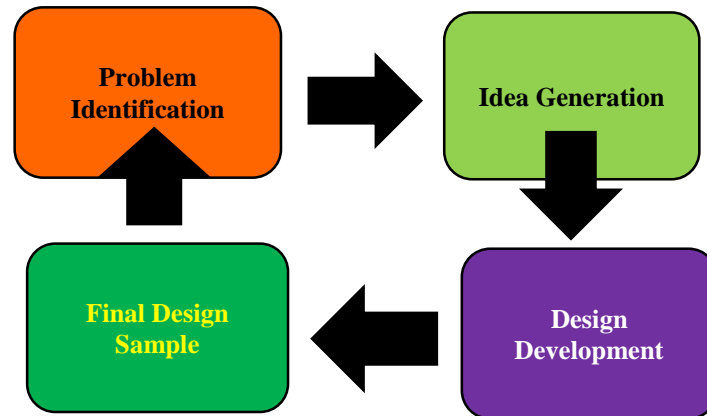 Problem
Identification
Idea Generation
Design
Development
Final Design
Sample